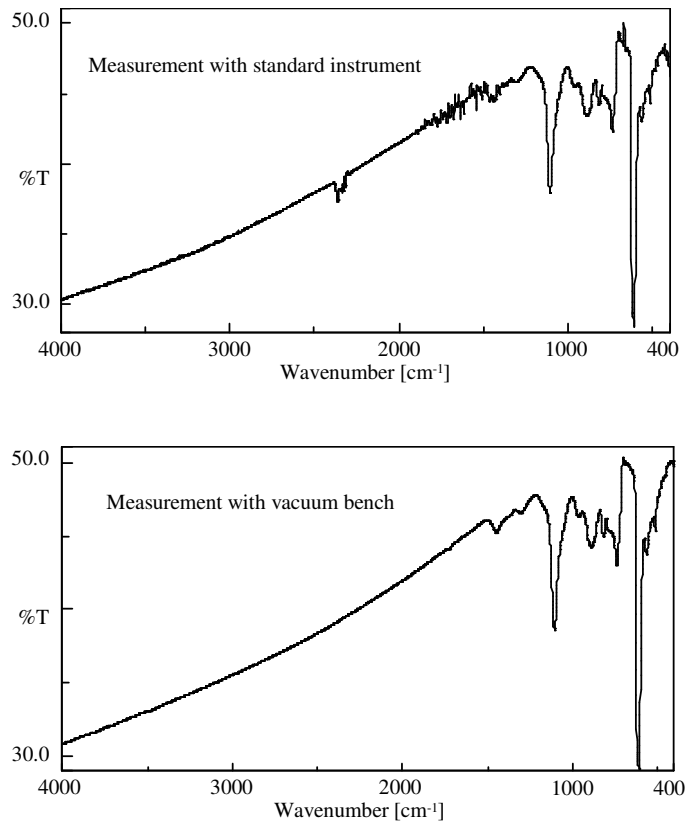 50.0
Measurement with standard instrument
%T
30.0
4000 3000 2000 1000 400
Wavenumber [cm-1]
50.0
Measurement with vacuum bench
%T
30.0
4000 3000 2000 1000 400
Wavenumber [cm-1]